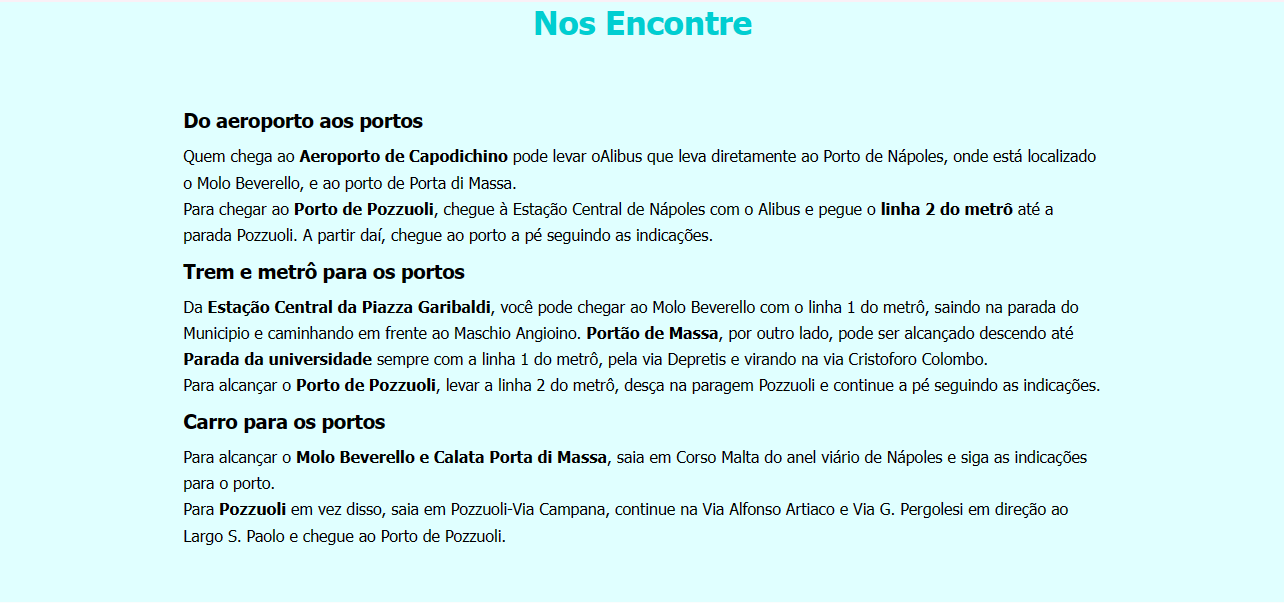 Nos Encontre
Do aeroporto aos portos
Quem chega ao Aeroporto de Capodichino pode levar oAlibus que leva diretamente ao Porto de Nápoles, onde está localizado
o Molo Beverello, e ao porto de Porta di Massa.
Para chegar ao Porto de Pozzuoli, chegue à Estação Central de Nápoles com o Alibus e pegue o linha 2 do metrô até a
parada Pozzuoli. A partir daí, chegue ao porto a pé seguindo as indicações.
Trem e metrô para os portos
Da Estação Central da Piazza Garibaldi, você pode chegar ao Molo Beverello com o linha 1 do metrô, saindo na parada do
Municipio e caminhando em frente ao Maschio Angioino. Portão de Massa, por outro lado, pode ser alcançado descendo até
Parada da universidade sempre com a linha 1 do metrô, pela via Depretis e virando na via Cristoforo Colombo.
Para alcançar o Porto de Pozzuoli, levar a linha 2 do metrô, desça na paragem Pozzuoli e continue a pé seguindo as indicações.
Carro para os portos
Para alcançar o Molo Beverello e Calata Porta di Massa, saia em Corso Malta do anel viário de Nápoles e siga as indicações
para o porto.
Para Pozzuoli em vez disso, saia em Pozzuoli-Via Campana, continue na Via Alfonso Artiaco e Via G. Pergolesi em direção ao
Largo S. Paolo e chegue ao Porto de Pozzuoli.